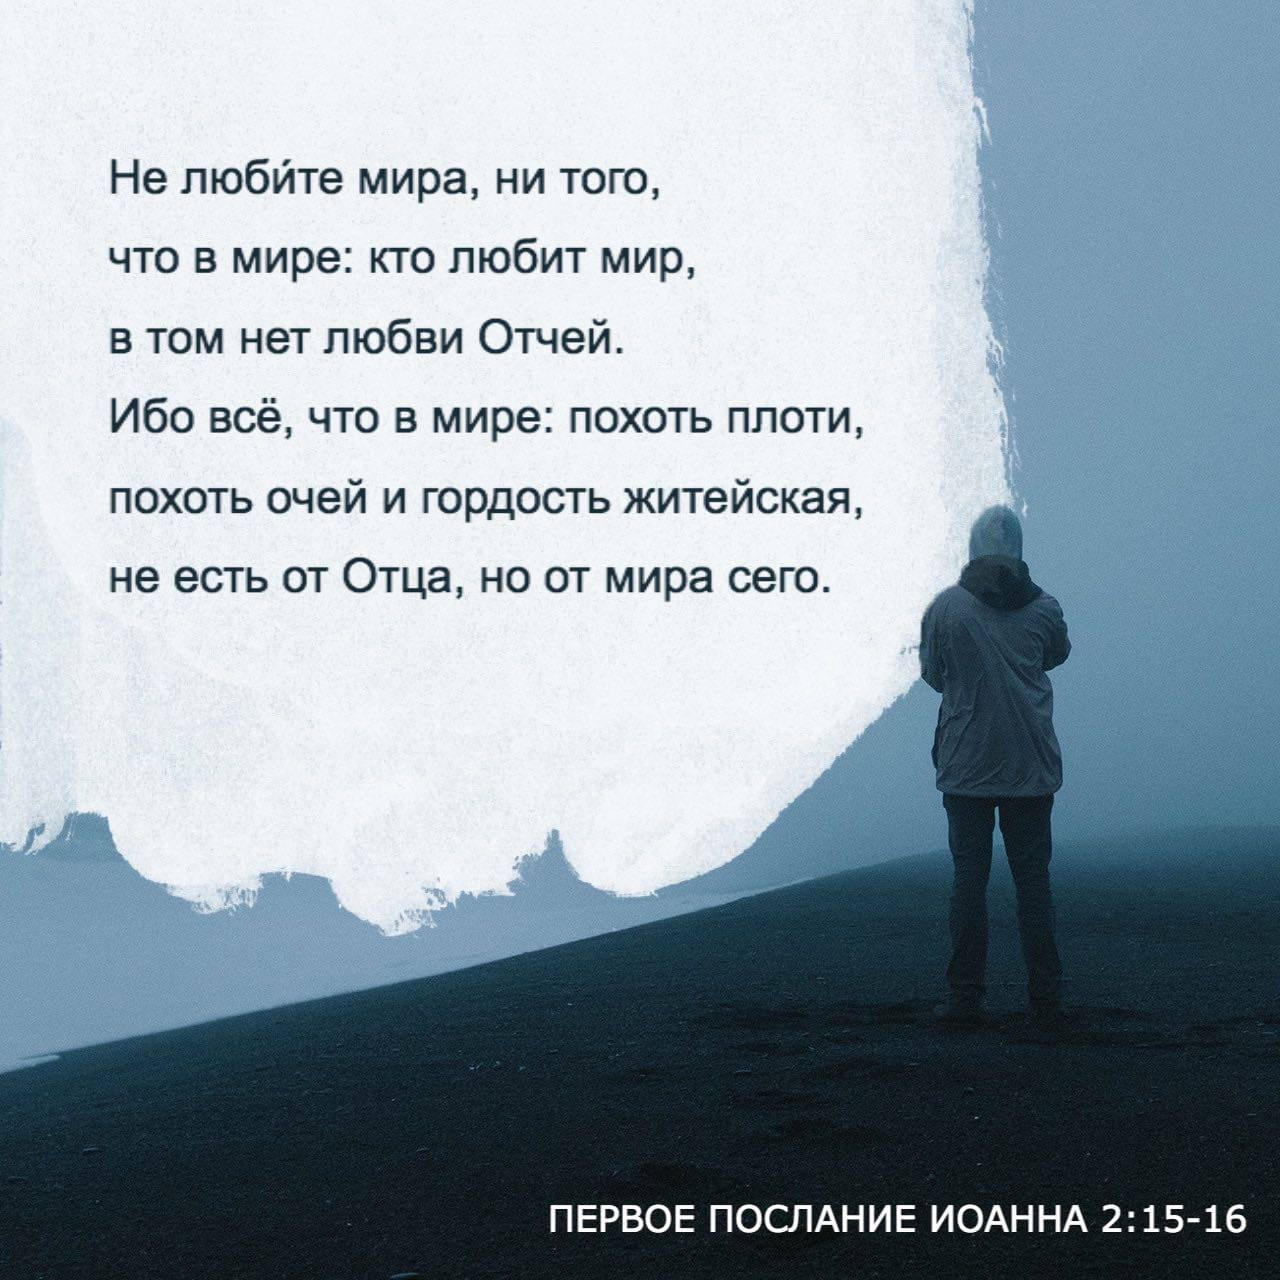 Не люби́те мира, ни того,
что в мире: кто любит мир,
в том нет любви Отчей.
Ибо всё, что в мире: похоть плоти,
похоть очей и гордость житейская,
не есть от Отца, но от мира сего.
ПЕРВОЕ ПОСЛАНИЕ ИОАННА 2:15-16